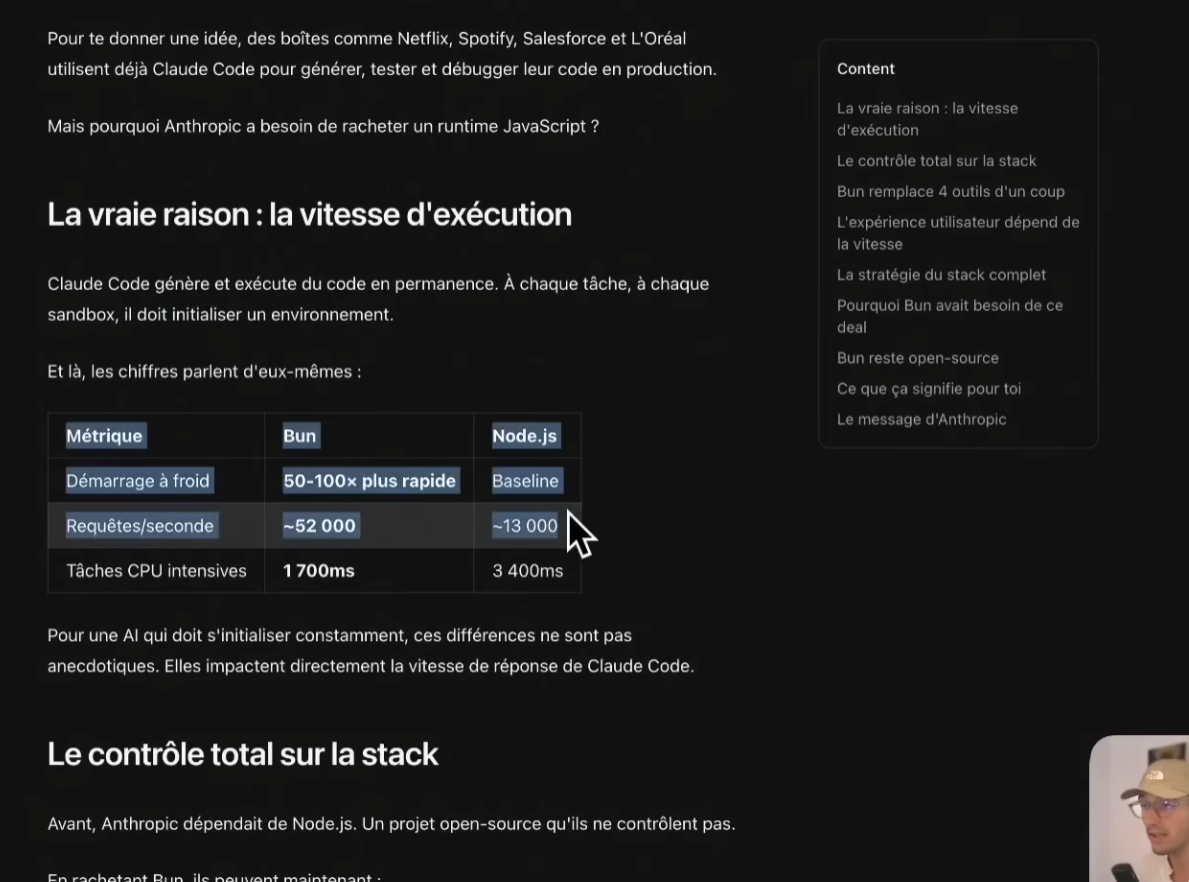 Pour te donner une idée, des boîtes comme Netflix, Spotify, Salesforce et L'Oréal
utilisent déjà Claude Code pour générer, tester et débugger leur code en production.
Mais pourquoi Anthropic a besoin de racheter un runtime JavaScript ?
La vraie raison : la vitesse d'exécution
Claude Code génère et exécute du code en permanence. À chaque tâche, à chaque
sandbox, il doit initialiser un environnement.
Et là, les chiffres parlent d'eux-mêmes :
Métrique Bun Node.js
Démarrage à froid 50-100× plus rapide Baseline
Requêtes/seconde ~52 000 ~13 000
Tâches CPU intensives 1 700ms 3 400ms
Pour une AI qui doit s'initialiser constamment, ces différences ne sont pas
anecdotiques. Elles impactent directement la vitesse de réponse de Claude Code.
Le contrôle total sur la stack
Avant, Anthropic dépendait de Node.js. Un projet open-source qu'ils ne contrôlent pas.
En rachetant Bun, ils peuvent maintenant :
Content
La vraie raison : la vitesse
d'exécution
Le contrôle total sur la stack
Bun remplace 4 outils d'un coup
L'expérience utilisateur dépend de
la vitesse
La stratégie du stack complet
Pourquoi Bun avait besoin de ce
deal
Bun reste open-source
Ce que ça signifie pour toi
Le message d'Anthropic